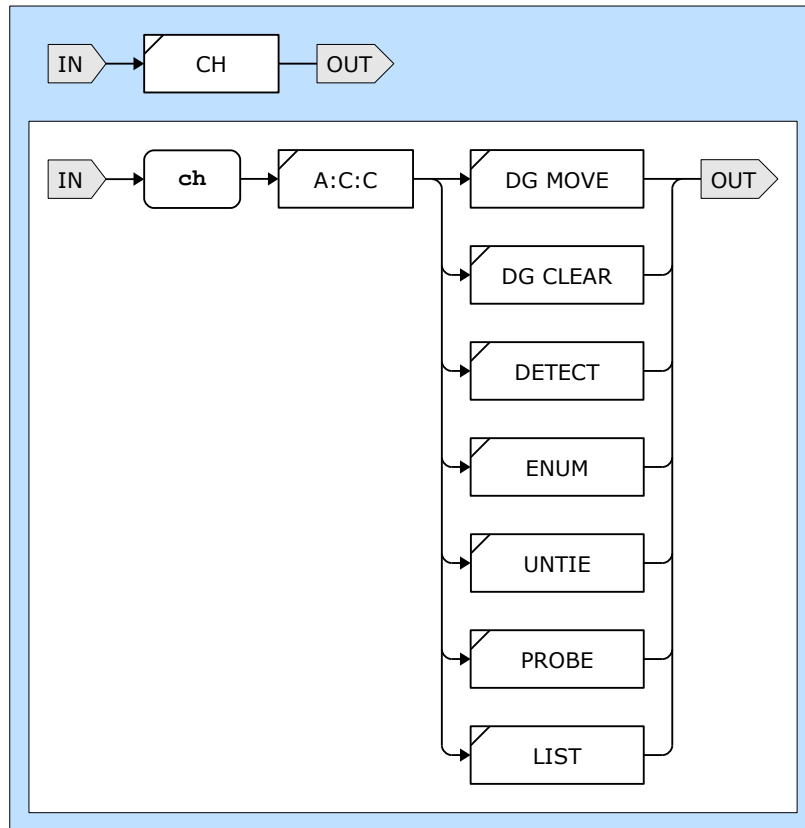 IN CH OUT
IN ch A:C:C DG MOVE OUT
DG CLEAR
DETECT
ENUM
UNTIE
PROBE
LIST